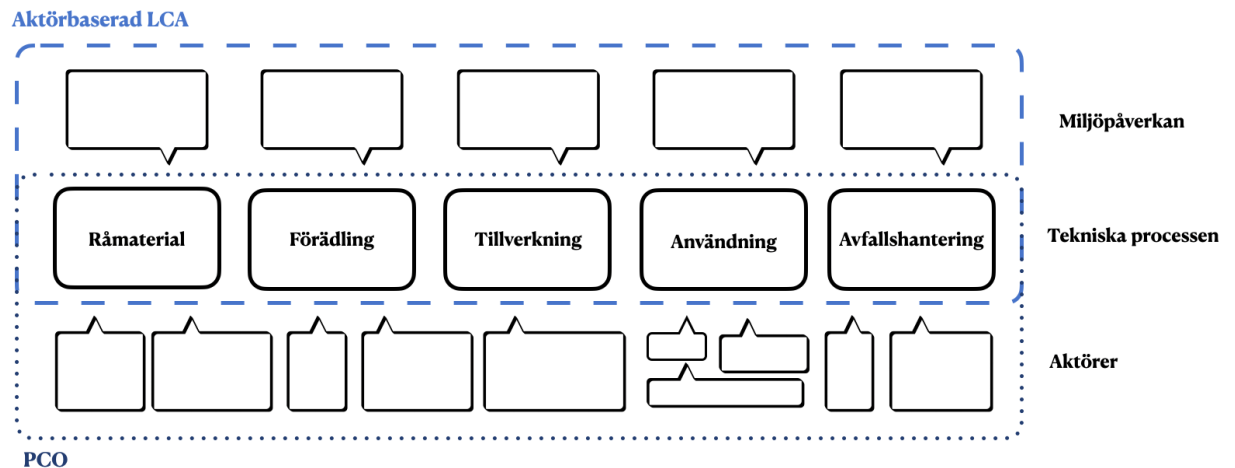 Aktörbaserad LCA
Miljöpåverkan
Råmaterial
Förädling
Tillverkning
Användning
Avfallshantering
Tekniska processen
Aktörer
PCO